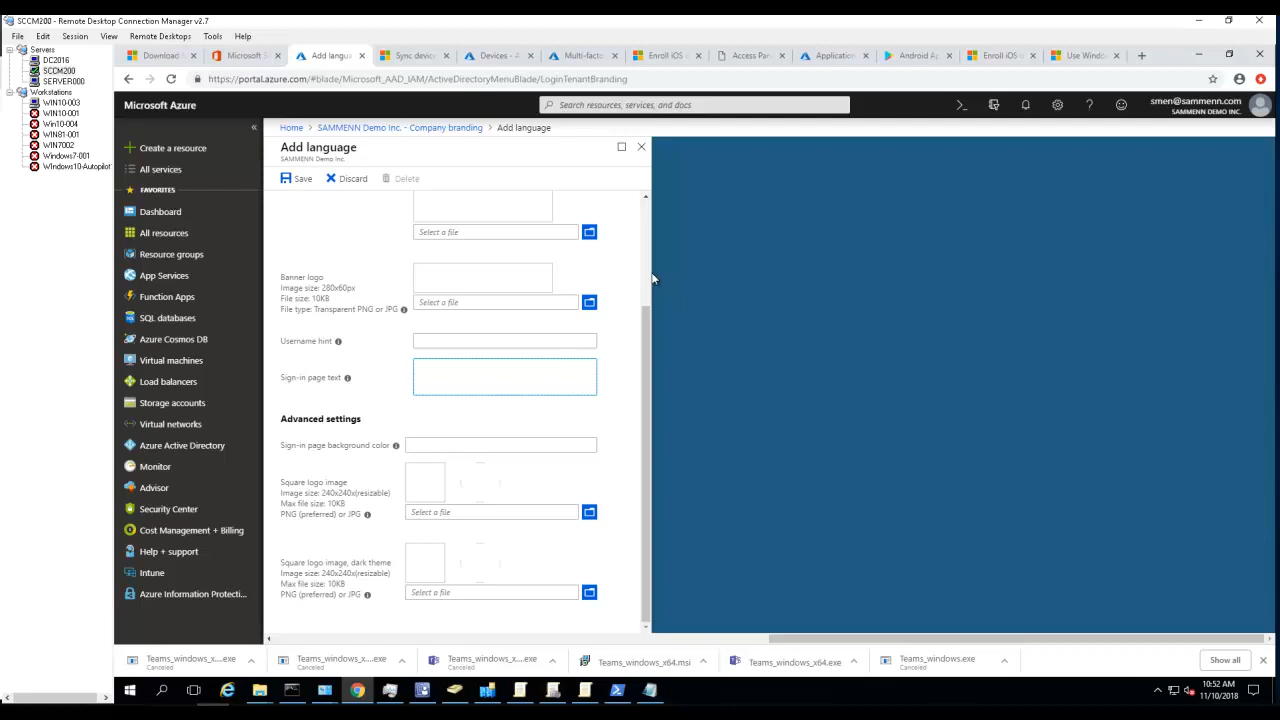 SCCM200 - Remote Desktop Connection Manager v2.7
File Edit Session View Remote Desktops Tools Help
Servers
DC2016
SCCM200
SERVER000
Workstations
WIN10-003
WIN10-001
Win10-004
WIN81-001
WIN7002
Windows7-001
Windows10-Autopilot
Download M
Microsoft S
Add langu
Sync device
Devices - A
Multi-facto
Enroll iOS d
Access Pan
Application
Android Ap
Enroll iOS d
Use Window
https://portal.azure.com/#blade/Microsoft_AAD_IAM/ActiveDirectoryMenuBlade/LoginTenantBranding
Microsoft Azure
Search resources, services, and docs
smen@sammenn.com
SAMMENN DEMO INC.
Home > SAMMENN Demo Inc. - Company branding > Add language
Create a resource
All services
FAVORITES
Dashboard
All resources
Resource groups
App Services
Function Apps
SQL databases
Azure Cosmos DB
Virtual machines
Load balancers
Storage accounts
Virtual networks
Azure Active Directory
Monitor
Advisor
Security Center
Cost Management + Billing
Help + support
Intune
Azure Information Protecti...
Add language
SAMMENN Demo Inc.
Save Discard Delete
Select a file
Banner logo
Image size: 280x60px
File size: 10KB
File type: Transparent PNG or JPG
Select a file
Username hint
Sign-in page text
Advanced settings
Sign-in page background color
Square logo image
Image size: 240x240x(resizable)
Max file size: 10KB
PNG (preferred) or JPG
Select a file
Square logo image, dark theme
Image size: 240x240x(resizable)
Max file size: 10KB
PNG (preferred) or JPG
Select a file
Teams_windows_x....exe
Canceled
Teams_windows_x....exe
Canceled
Teams_windows_x....exe
Canceled
Teams_windows_x64.msi
Teams_windows_x64.exe
Teams_windows.exe
Canceled
Show all
10:52 AM
11/10/2018